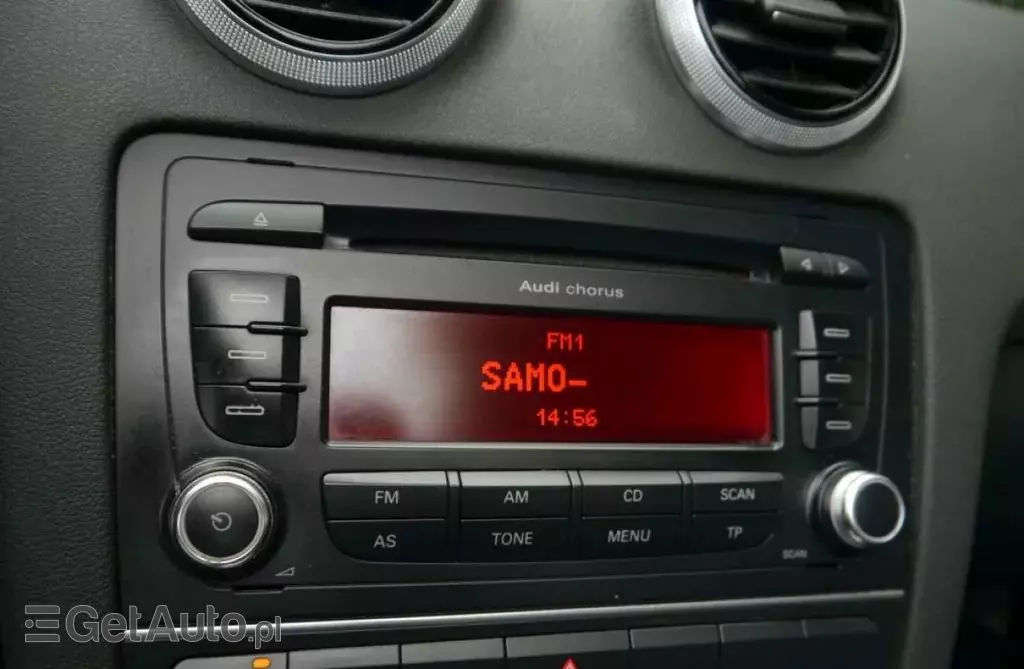 Audi chorus
FM1
SAMO-
14:56
FM AM CD SCAN
AS TONE MENU TP
SCAN
GetAuto.pl